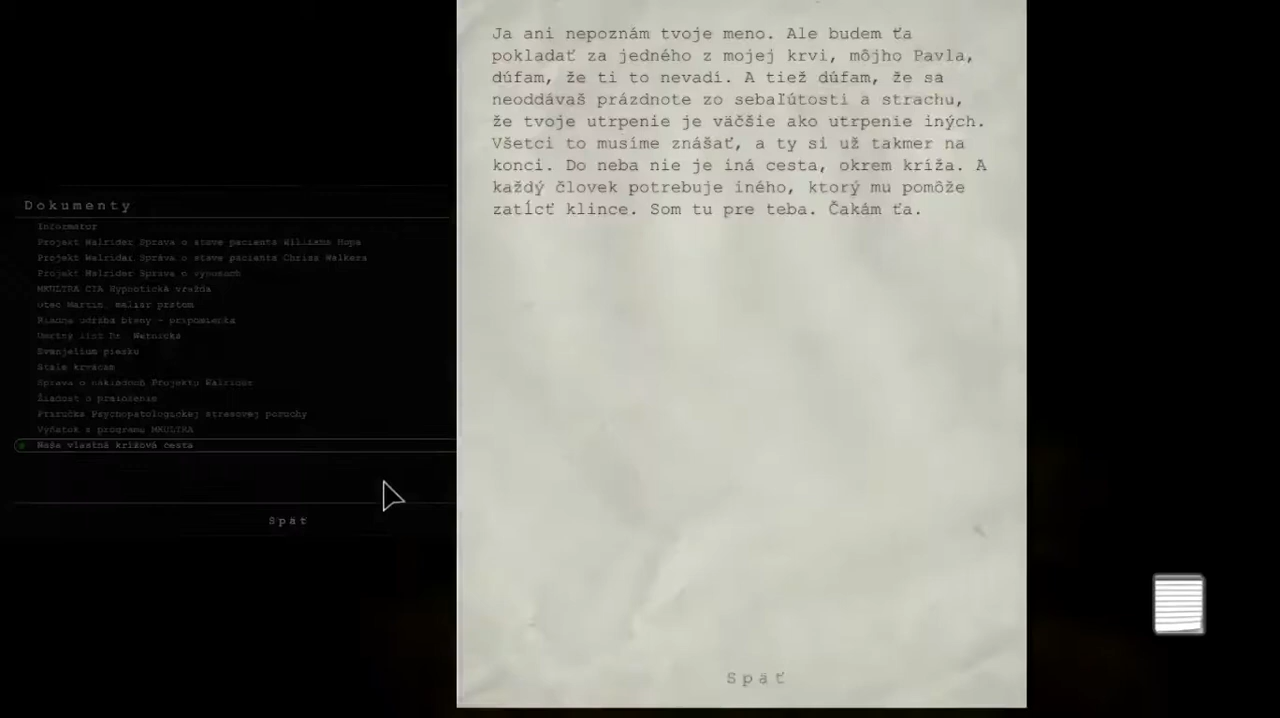 Ja ani nepoznám tvoje meno. Ale budem ťa
pokladať za jedného z mojej krvi, môjho Pavla,
dúfam, že ti to nevadí. A tiež dúfam, že sa
neoddávaš prázdnote zo sebaľútosti a strachu,
že tvoje utrpenie je väčšie ako utrpenie iných.
Všetci to musíme znášať, a ty si už takmer na
konci. Do neba nie je iná cesta, okrem kríža. A
každý človek potrebuje iného, ktorý mu pomôže
zatĺcť klince. Som tu pre teba. Čakám ťa.
Späť
Dokumenty
Informátor
Projekt Walrider Správa o stave pacienta Williama Hopa
Projekt Walrider Správa o stave pacienta Chrisa Walkera
Projekt Walrider Správa o výnosoch
MKULTRA CIA Hypnotická vražda
Otec Martin, maliar prstom
Riadna údržba brány - pripomienka
Úmrtný list Dr. Wernicka
Evanjelium piesku
Stále krvácam
Správa o nákladoch Projektu Walrider
Žiadosť o
Príručka Psychopatologickej stresovej poruchy
Výňatok z programu MKULTRA
Naša vlastná krížová cesta
Späť